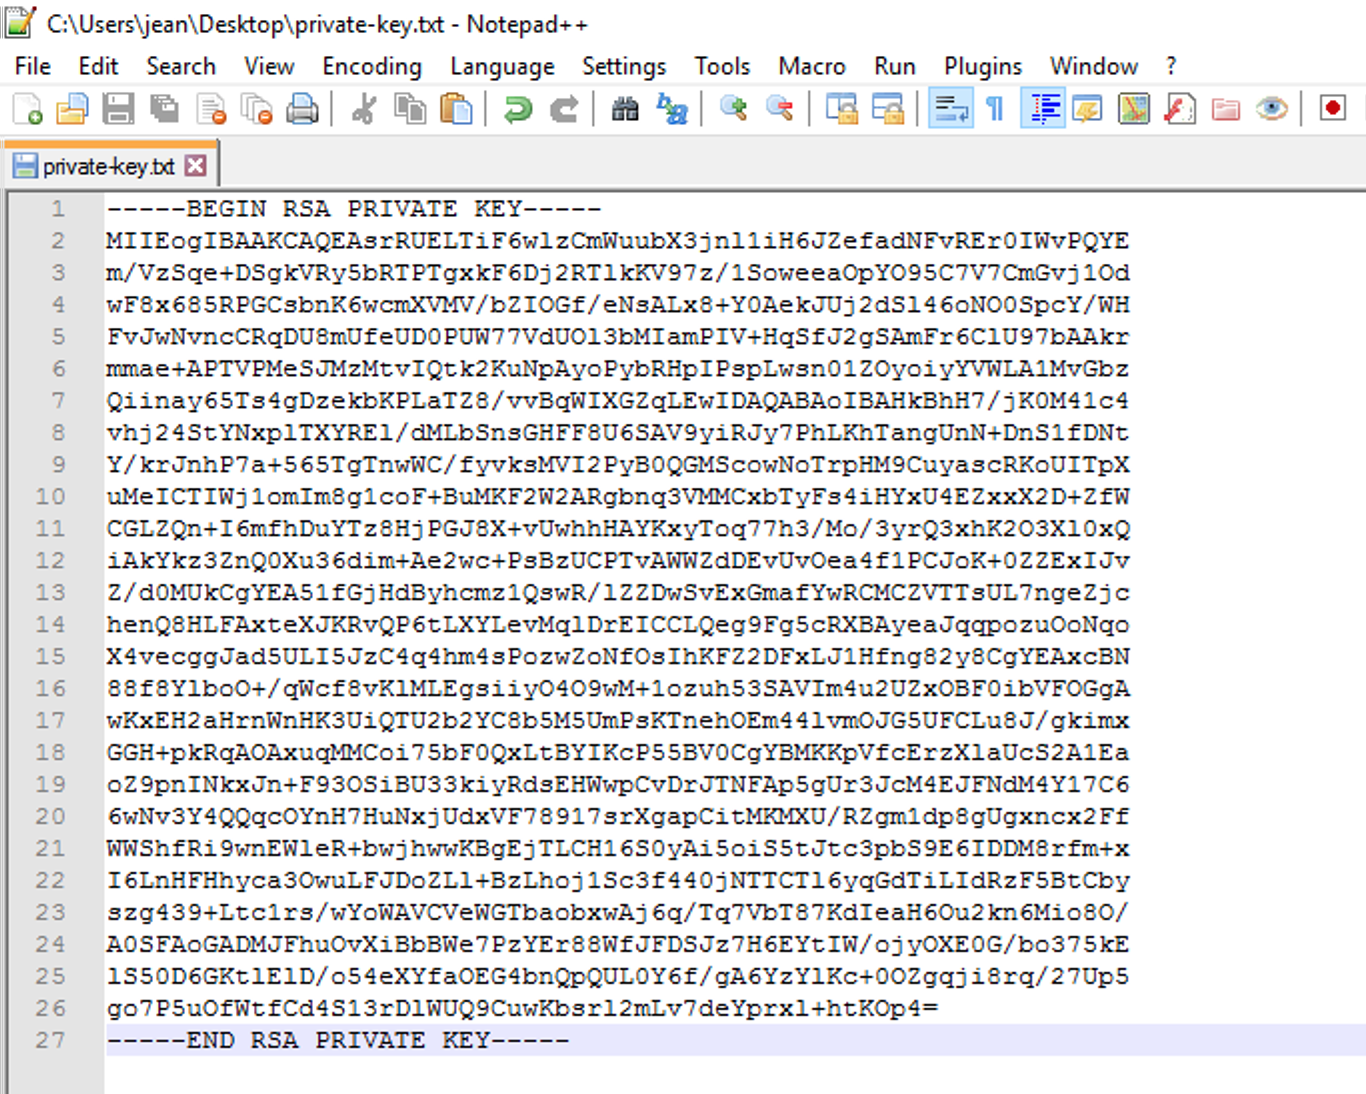 C:\Users\jean\Desktop\private-key.txt - Notepad++
File Edit Search View Encoding Language Settings Tools Macro Run Plugins Window ?
private-key.txt
1 -----BEGIN RSA PRIVATE KEY-----
2 MIIEogIBAAKCAQEAsrRUELTiF6wlzCmWuubX3jnl1iH6JZefadNFvREr0IWvPQYE
3 m/VzSqe+DSgkVRy5bRTPTgxkF6Dj2RTlkKV97z/1SoweeaOpYO95C7V7CmGvj1Od
4 wF8x685RPGCsbnK6wcmXVMV/bZIOGf/eNsALx8+Y0AekJUj2dSl46oNO0SpcY/WH
5 FvJwNvncCRqDU8mUfeUD0PUW77VdUOl3bMIamPIV+HqSfJ2gSAmFr6ClU97bAAkr
6 mmae+APTVPMeSJMzMtvIQtk2KuNpAyoPybRHpIPspLwsn01ZOyoiyYVWLA1MvGbz
7 Qiinay65Ts4gDzekbKPLaTZ8/vvBqWIXGZqLEwIDAQABAoIBAHkBhH7/jK0M41c4
8 vhj24StYNxplTXYREl/dMLbSnsGHFF8U6SAV9yiRJy7PhLKhTangUnN+DnS1fDNt
9 Y/krJnhP7a+565TgTnwWC/fyvksMVI2PyB0QGMScowNoTrpHM9CuyascRKoUITpX
10 uMeICTIWj1omIm8g1coF+BuMKF2W2ARgbnq3VMMCxbTyFs4iHYxU4EZxxX2D+ZfW
11 CGLZQn+I6mfhDuYTz8HjPGJ8X+vUwhhHAYKxyToq77h3/Mo/3yrQ3xhK2O3Xl0xQ
12 iAkYkz3ZnQ0Xu36dim+Ae2wc+PsBzUCPTvAWWZdDEvUvOea4f1PCJoK+0ZZExIJv
13 Z/d0MUkCgYEA51fGjHdByhcmz1QswR/lZZDwSvExGmafYwRCMCZVTTsUL7ngeZjc
14 henQ8HLFAxteXJKRvQP6tLXYLevMqlDrEICCLQeg9Fg5cRXBAyeaJqqpozuOoNqo
15 X4vecggJad5ULI5JzC4q4hm4sPozwZoNfOsIhKFZ2DFxLJ1Hfng82y8CgYEAxcBN
16 88f8YlboO+/qWcf8vKlMLEgsiiyO4O9wM+1ozuh53SAVIm4u2UZxOBF0ibVFOGgA
17 wKxEH2aHrnWnHK3UiQTU2b2YC8b5M5UmPsKTnehOEm44lvmOJG5UFCLu8J/gkimx
18 GGH+pkRqAOAxuqMMCoi75bF0QxLtBYIKcP55BV0CgYBMKKpVfcErzXlaUcS2A1Ea
19 oZ9pnINkxJn+F93OSiBU33kiyRdsEHWwpCvDrJTNFAp5gUr3JcM4EJFNdM4Y17C6
20 6wNv3Y4QQqcOYnH7HuNxjUdxVF78917srXgapCitMKMXU/RZgm1dp8gUgxncx2Ff
21 WWShfRi9wnEWleR+bwjhwwKBgEjTLCH16S0yAi5oiS5tJtc3pbS9E6IDDM8rfm+x
22 I6LnHFHhyca3OwuLFJDoZLl+BzLhoj1Sc3f440jNTTCTl6yqGdTiLIdRzF5BtCby
23 szg439+Ltc1rs/wYoWAVCVeWGTbaobxwAj6q/Tq7VbT87KdIeaH6Ou2kn6Mio8O/
24 A0SFAoGADMJFhuOvXiBbBWe7PzYEr88WfJFDSJz7H6EYtIW/ojyOXE0G/bo375kE
25 lS50D6GKtlElD/o54eXYfaOEG4bnQpQUL0Y6f/gA6YzYlKc+0OZgqji8rq/27Up5
26 go7P5uOfWtfCd4S13rDlWUQ9CuwKbsrl2mLv7deYprxl+htKOp4=
27 -----END RSA PRIVATE KEY-----